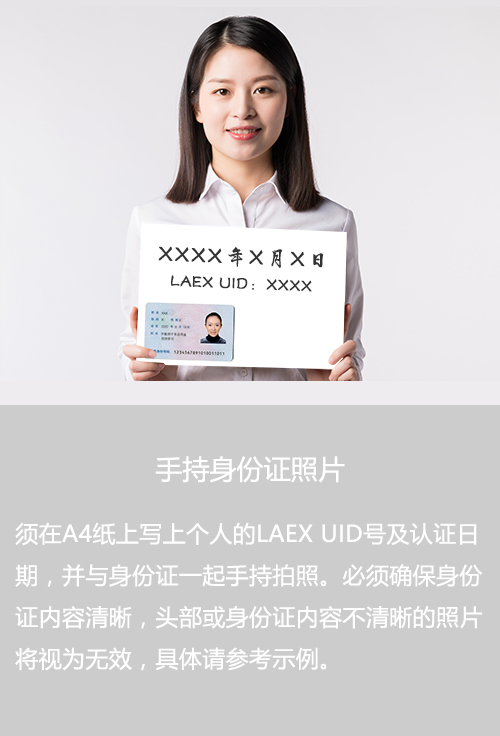 XXXX年X月X日
LAEX UID：XXXX
1234567891010011011
手持身份证照片
须在A4纸上写上个人的LAEX UID号及认证日
期，并与身份证一起手持拍照。必须确保身份
证内容清晰，头部或身份证内容不清晰的照片
将视为无效，具体请参考示例。